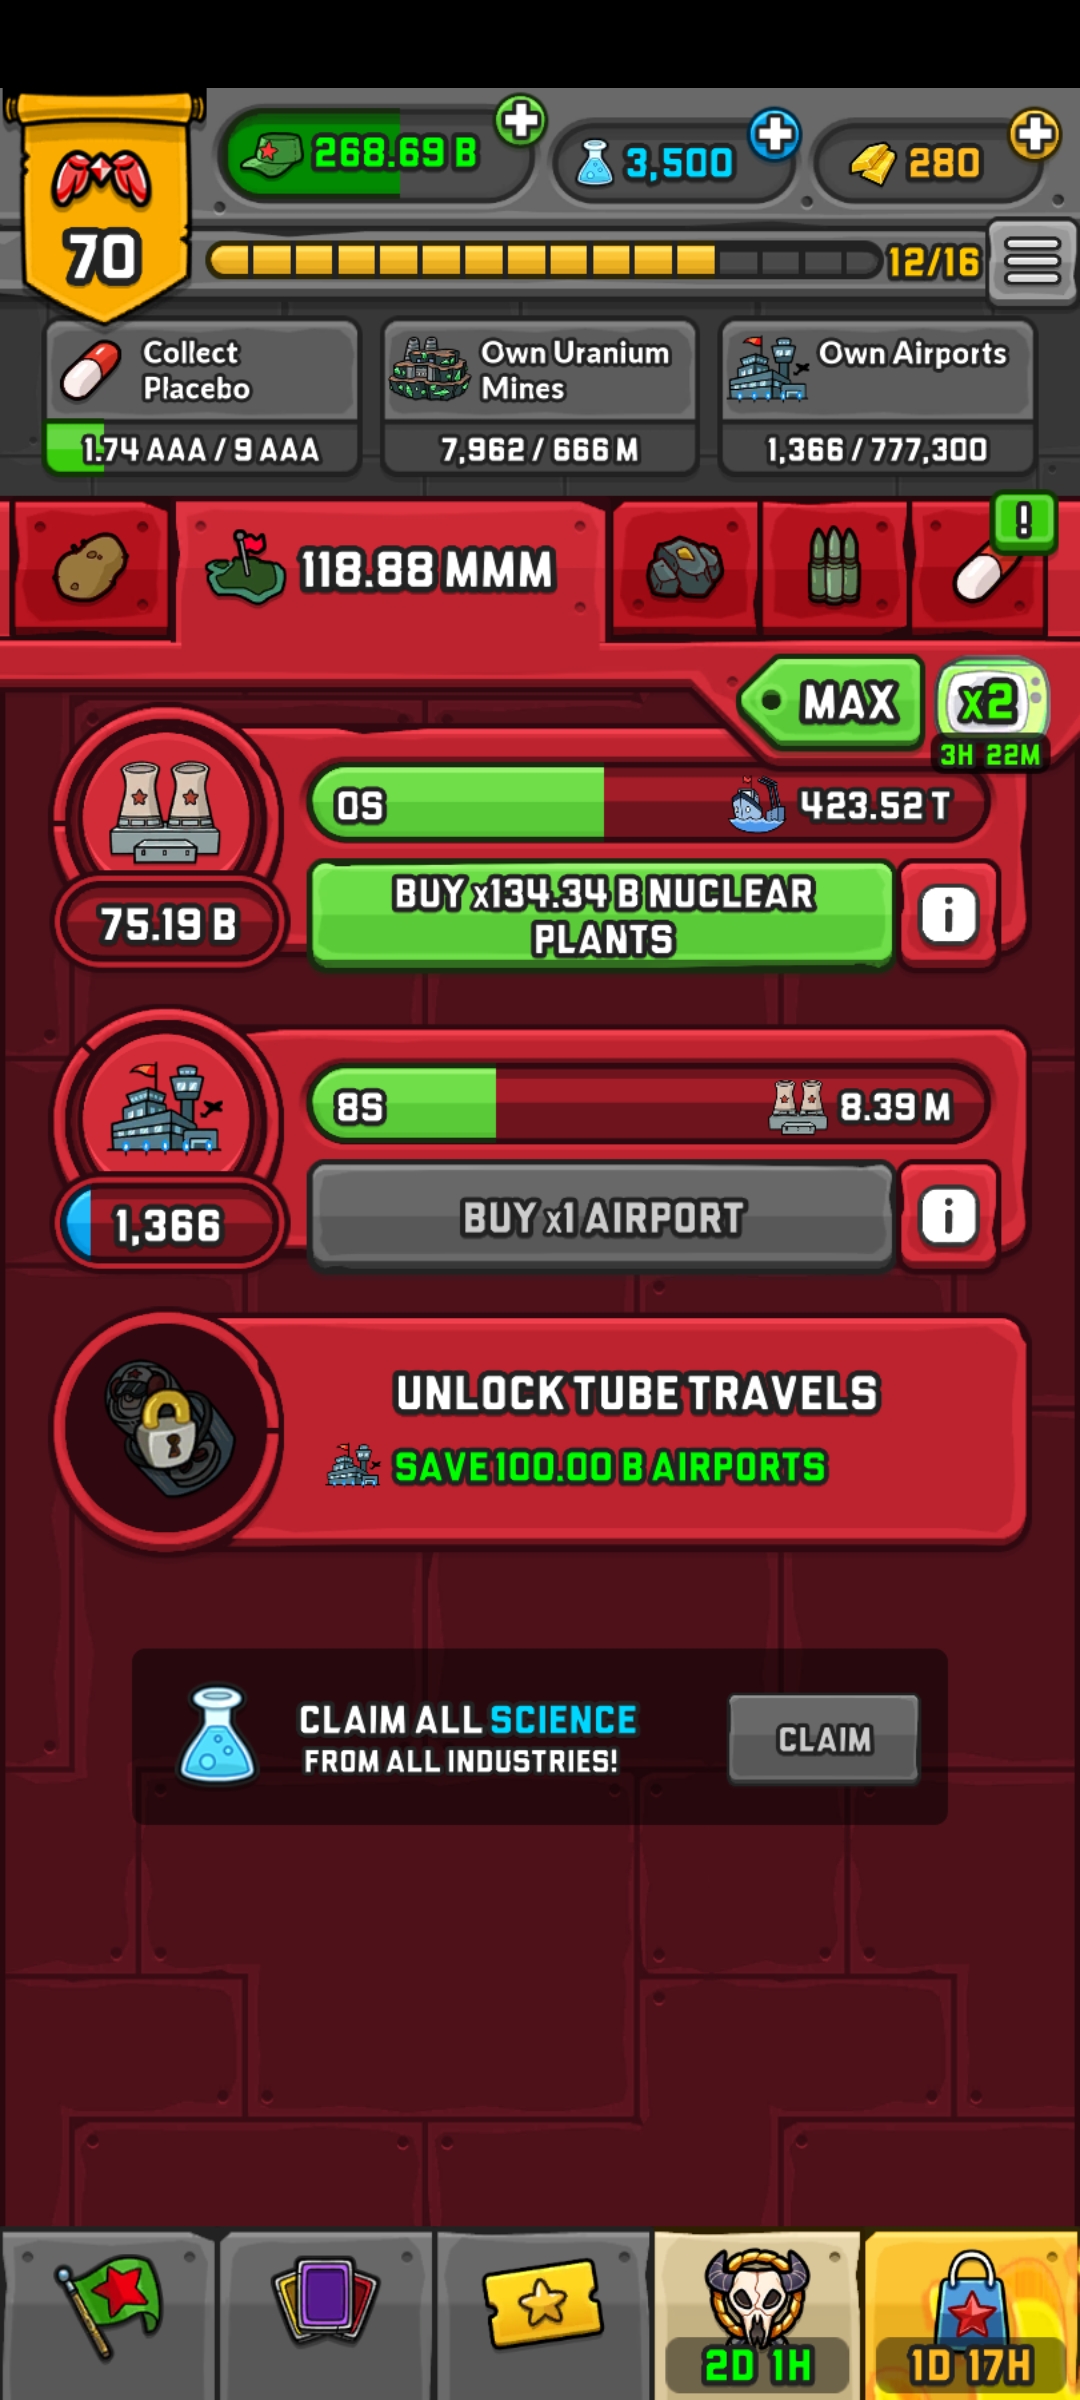 70
268.69 B
3,500
280
12/16
Collect
Placebo
1.74 AAA / 9 AAA
Own Uranium
Mines
7,962 / 666 M
Own Airports
1,366 / 777,300
118.88 MMM
!
MAX
x2
3H 22M
0S
423.52 T
75.19 B
BUY x134.34 B NUCLEAR
PLANTS
i
8S
8.39 M
1,366
BUY x1 AIRPORT
i
UNLOCK TUBE TRAVELS
SAVE 100.00 B AIRPORTS
CLAIM ALL SCIENCE
FROM ALL INDUSTRIES!
CLAIM
2D 1H
1D 17H